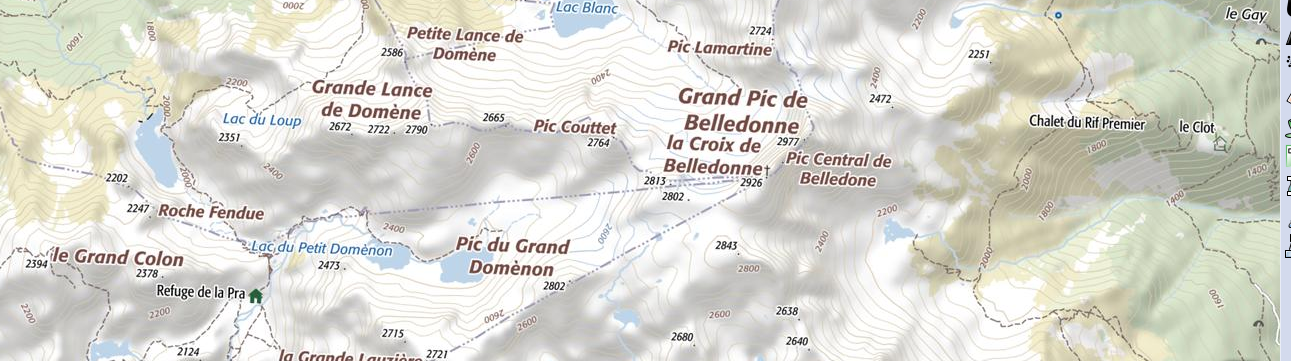 Lac Blanc
le Gay
Petite Lance de
Domène
2586
Pic Lamartine
2724
2251
1800
1600
2200
2200
2400
2400
2472
Grande Lance
de Domène
2672 2722 2790
2665
Lac du Loup
2351
2000
Pic Couttet
2764
Grand Pic de
Belledonne
la Croix de
Belledonne
2977
2926
Pic Central de
Belledone
Chalet du Rif Premier
le Clot
1800
1400
2600
2400
2202
2000
2813
2802
2000
1800
1400
2247
Roche Fendue
2400
2600
2200
2400
le Grand Colon
2394
2378
Lac du Petit Domènon
2473
Pic du Grand
Domènon
2802
2843
2800
2000
1600
Refuge de la Pra
2200
2200
2715
2600
2600
2600
2638
2680
2640
2124
la Grande Lauzière
2721